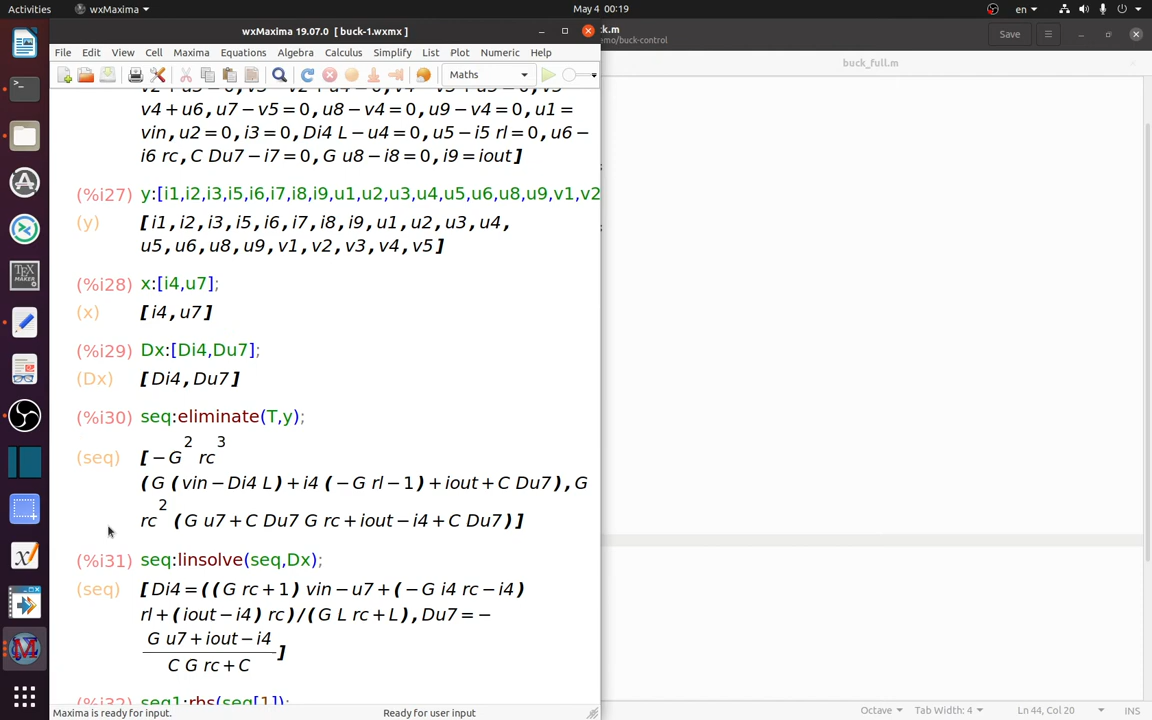 Activities
wxMaxima
May 4 00:19
en
wxMaxima 19.07.0 [ buck-1.wxmx ]
ck.m
emo/buck-control
Save
File Edit View Cell Maxima Equations Algebra Calculus Simplify List Plot Numeric Help
buck_full.m
Maths
v4+u6, u7−v5=0, u8−v4=0, u9−v4=0, u1=
vin, u2=0, i3=0, Di4 L−u4=0, u5−i5 rl=0, u6−
i6 rc, C Du7−i7=0, G u8−i8=0, i9=iout]
(%i27) y:[i1,i2,i3,i5,i6,i7,i8,i9,u1,u2,u3,u4,u5,u6,u8,u9,v1,v2
(y) [i1, i2, i3, i5, i6, i7, i8, i9, u1, u2, u3, u4,
u5, u6, u8, u9, v1, v2, v3, v4, v5]
(%i28) x:[i4,u7];
(x) [i4, u7]
(%i29) Dx:[Di4,Du7];
(Dx) [Di4, Du7]
(%i30) seq:eliminate(T,y);
(seq) [−G² rc³
(G (vin−Di4 L)+i4 (−G rl−1)+iout+C Du7), G
rc² (G u7+C Du7 G rc+iout−i4+C Du7)]
(%i31) seq:linsolve(seq,Dx);
(seq) [Di4=((G rc+1) vin−u7+(−G i4 rc−i4)
rl+(iout−i4) rc)/(G L rc+L), Du7=−
G u7+iout−i4
C G rc+C
]
(%i32) seq1:rhs(seq[1]);
Maxima is ready for input.
Ready for user input
Octave
Tab Width: 4
Ln 44, Col 20
INS